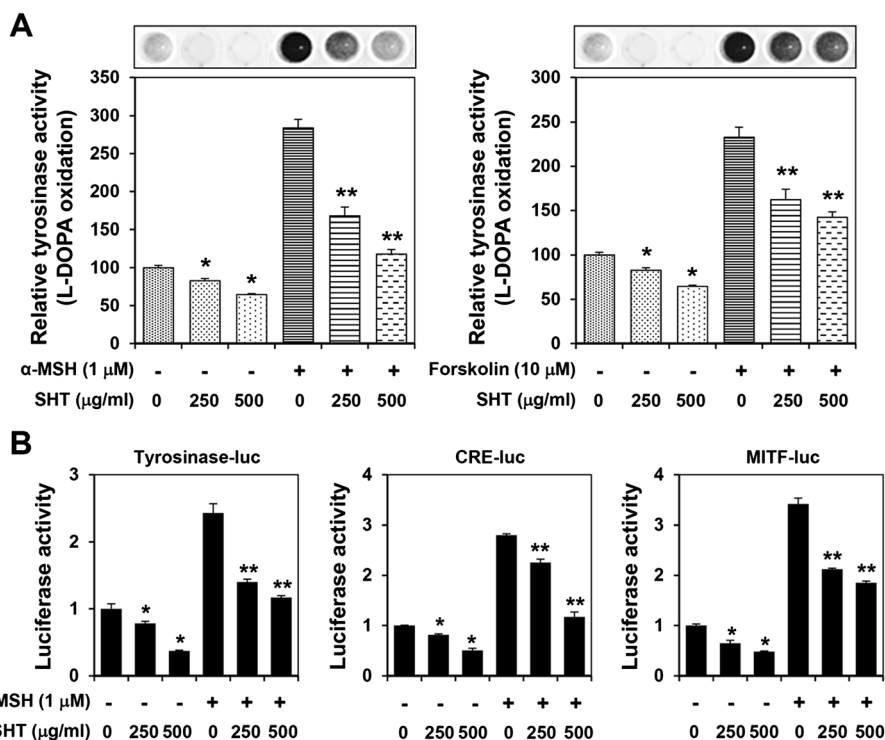 A
Relative tyrosinase activity
(L-DOPA oxidation)
350
300
250
200
150
100
50
0
* * ** **
α-MSH (1 μM) - - - + + +
SHT (μg/ml) 0 250 500 0 250 500
Relative tyrosinase activity
(L-DOPA oxidation)
300
250
200
150
100
50
0
* * ** **
Forskolin (10 μM) - - - + + +
SHT (μg/ml) 0 250 500 0 250 500
B
Tyrosinase-luc
Luciferase activity
3
2
1
0
* * ** **
MSH (1 μM) - - - + + +
SHT (μg/ml) 0 250 500 0 250 500
CRE-luc
Luciferase activity
4
3
2
1
0
* * ** **
- - - + + +
0 250 500 0 250 500
MITF-luc
Luciferase activity
4
3
2
1
0
* * ** **
- - - + + +
0 250 500 0 250 500